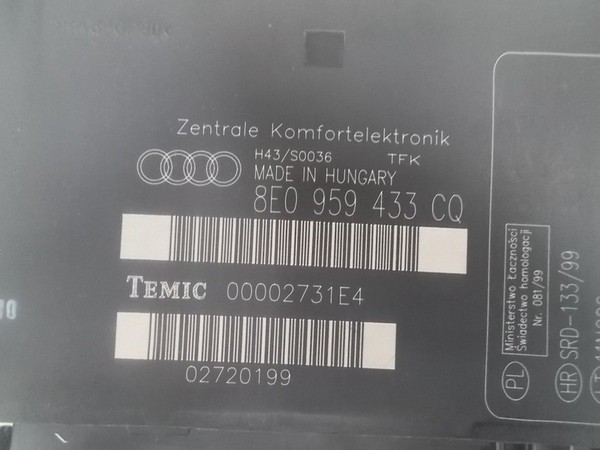 Zentrale Komfortelektronik
H43/S0036 TFK
MADE IN HUNGARY
8E0 959 433 CQ
TEMIC 00002731E4
02720199
PL
Ministerstwo Łączności
Świadectwo homologacji
Nr. 081/99
HR SRD-133/99